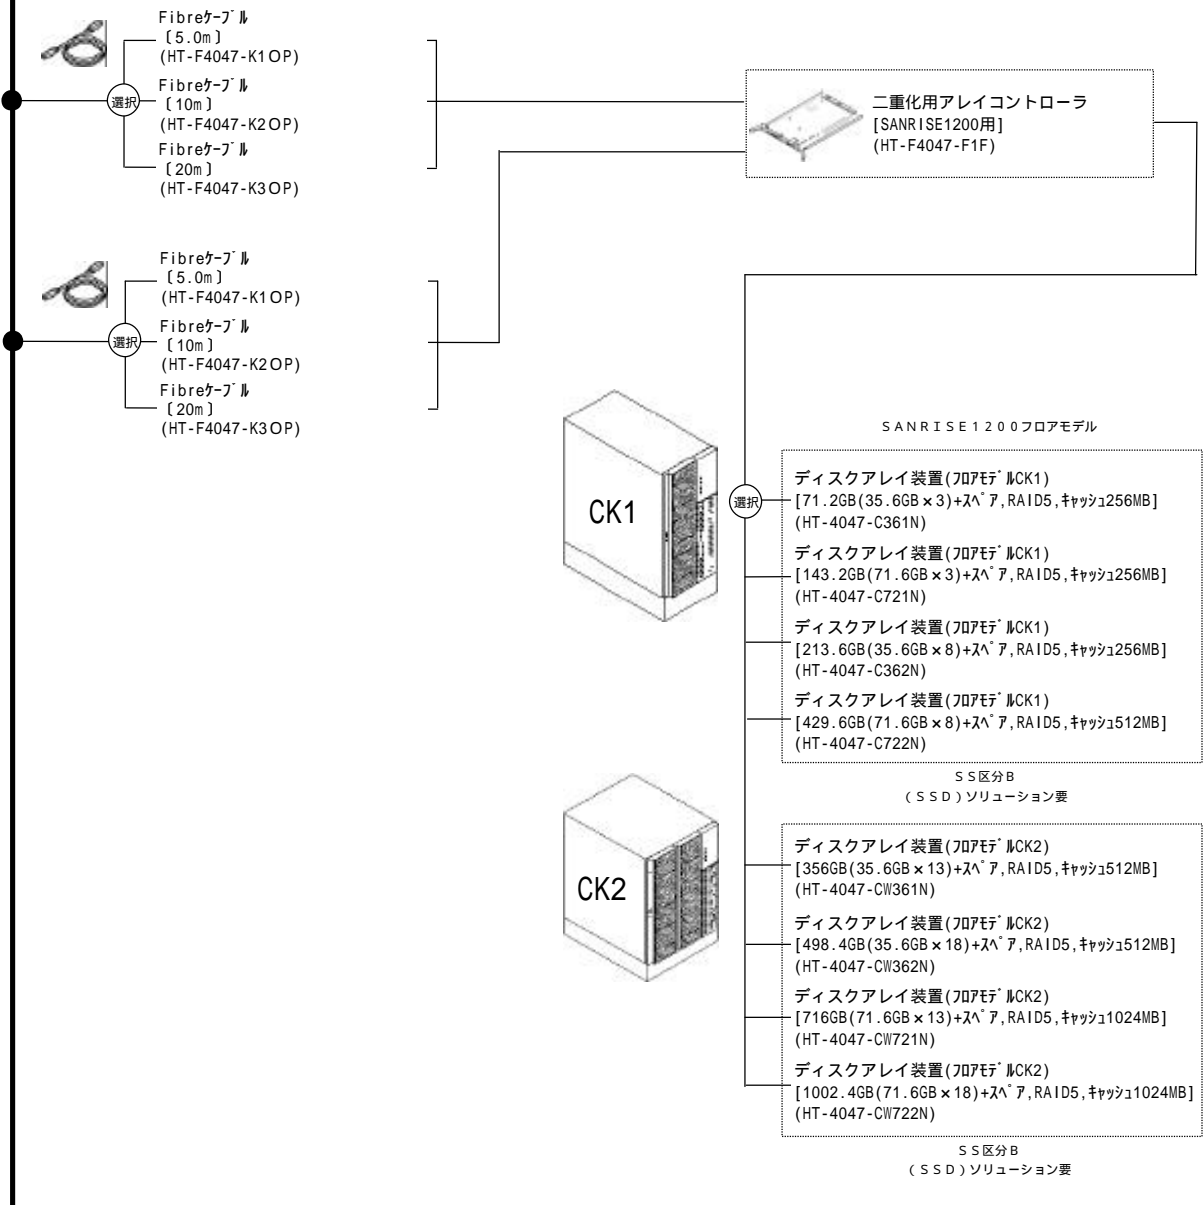 Fibreｹｰﾌﾞﾙ
〔5.0m〕
(HT-F4047-K1OP)
選択
Fibreｹｰﾌﾞﾙ
〔10m〕
(HT-F4047-K2OP)
Fibreｹｰﾌﾞﾙ
〔20m〕
(HT-F4047-K3OP)
二重化用アレイコントローラ
[SANRISE1200用]
(HT-F4047-F1F)
Fibreｹｰﾌﾞﾙ
〔5.0m〕
(HT-F4047-K1OP)
選択
Fibreｹｰﾌﾞﾙ
〔10m〕
(HT-F4047-K2OP)
Fibreｹｰﾌﾞﾙ
〔20m〕
(HT-F4047-K3OP)
ＳＡＮＲＩＳＥ１２００フロアモデル
CK1
選択
ディスクアレイ装置(ﾌﾛｱﾓﾃﾞﾙCK1)
[71.2GB(35.6GB×3)+ｽﾍﾟｱ,RAID5,ｷｬｯｼｭ256MB]
(HT-4047-C361N)
ディスクアレイ装置(ﾌﾛｱﾓﾃﾞﾙCK1)
[143.2GB(71.6GB×3)+ｽﾍﾟｱ,RAID5,ｷｬｯｼｭ256MB]
(HT-4047-C721N)
ディスクアレイ装置(ﾌﾛｱﾓﾃﾞﾙCK1)
[213.6GB(35.6GB×8)+ｽﾍﾟｱ,RAID5,ｷｬｯｼｭ256MB]
(HT-4047-C362N)
ディスクアレイ装置(ﾌﾛｱﾓﾃﾞﾙCK1)
[429.6GB(71.6GB×8)+ｽﾍﾟｱ,RAID5,ｷｬｯｼｭ512MB]
(HT-4047-C722N)
ＳＳ区分Ｂ
（ＳＳＤ）ソリューション要
CK2
ディスクアレイ装置(ﾌﾛｱﾓﾃﾞﾙCK2)
[356GB(35.6GB×13)+ｽﾍﾟｱ,RAID5,ｷｬｯｼｭ512MB]
(HT-4047-CW361N)
ディスクアレイ装置(ﾌﾛｱﾓﾃﾞﾙCK2)
[498.4GB(35.6GB×18)+ｽﾍﾟｱ,RAID5,ｷｬｯｼｭ512MB]
(HT-4047-CW362N)
ディスクアレイ装置(ﾌﾛｱﾓﾃﾞﾙCK2)
[716GB(71.6GB×13)+ｽﾍﾟｱ,RAID5,ｷｬｯｼｭ1024MB]
(HT-4047-CW721N)
ディスクアレイ装置(ﾌﾛｱﾓﾃﾞﾙCK2)
[1002.4GB(71.6GB×18)+ｽﾍﾟｱ,RAID5,ｷｬｯｼｭ1024MB]
(HT-4047-CW722N)
ＳＳ区分Ｂ
（ＳＳＤ）ソリューション要